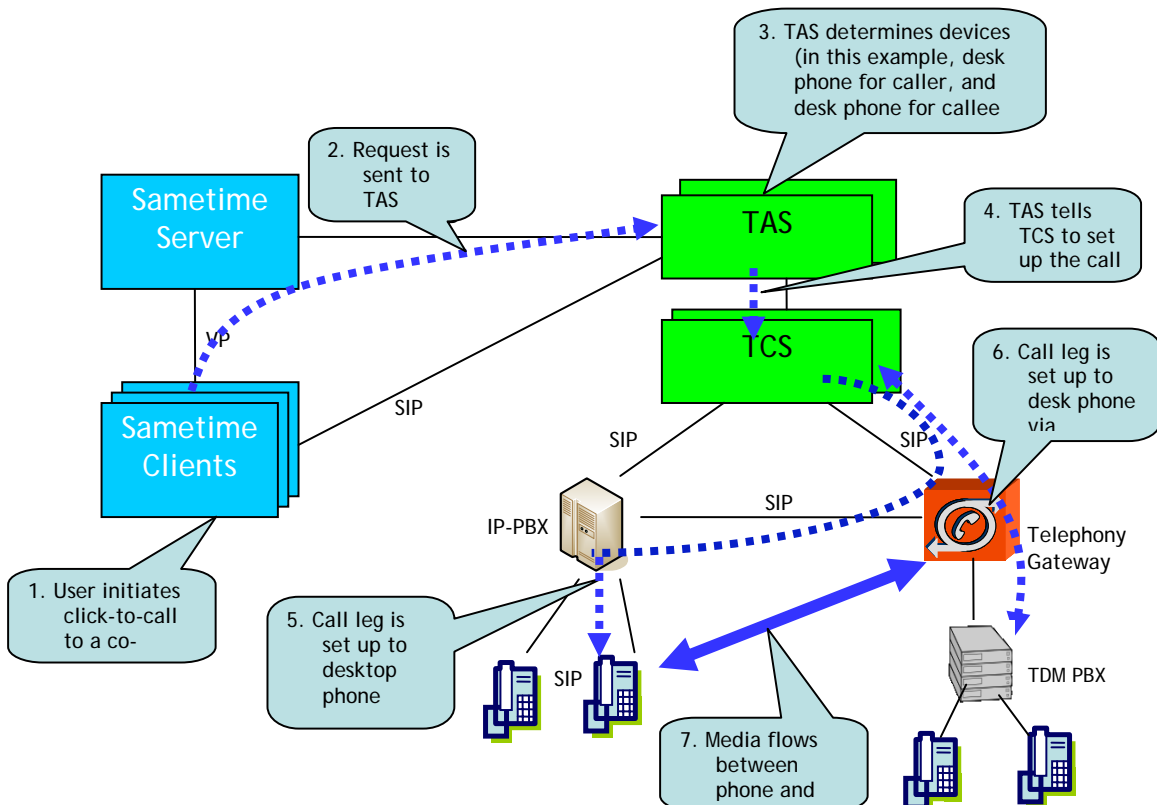 3. TAS determines devices
(in this example, desk
phone for caller, and
desk phone for callee
2. Request is
sent to
TAS
Sametime
Server
TAS
4. TAS tells
TCS to set
up the call
VP
TCS
6. Call leg is
set up to
desk phone
via
Sametime
Clients
SIP
SIP
SIP
SIP
IP-PBX
Telephony
Gateway
1. User initiates
click-to-call
to a co-
5. Call leg is
set up to
desktop
phone
SIP
TDM PBX
7. Media flows
between
phone and